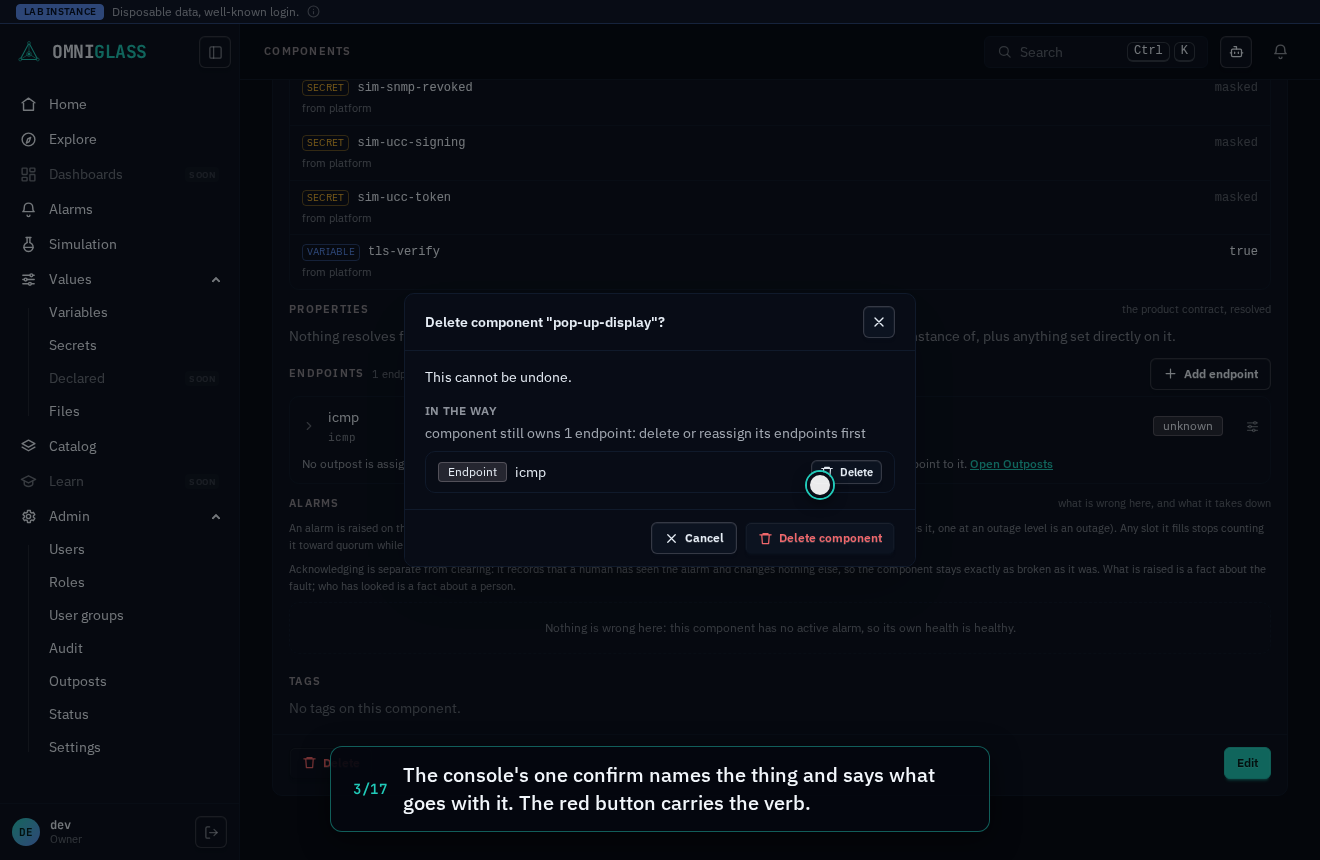 LAB INSTANCE Disposable data, well-known login.
OMNIGLASS
COMPONENTS
Search Ctrl K
Home
Explore
Dashboards SOON
Alarms
Simulation
Values
Variables
Secrets
Declared SOON
Files
Catalog
Learn SOON
Admin
Users
Roles
User groups
Audit
Outposts
Status
Settings
DE dev
Owner
SECRET sim-snmp-revoked masked
from platform
SECRET sim-ucc-signing masked
from platform
SECRET sim-ucc-token masked
from platform
VARIABLE tls-verify true
from platform
PROPERTIES the product contract, resolved
Nothing resolves f
nstance of, plus anything set directly on it.
ENDPOINTS 1 endp
Add endpoint
icmp
icmp
unknown
No outpost is assig
point to it. Open Outposts
ALARMS what is wrong here, and what it takes down
An alarm is raised on th
es it, one at an outage level is an outage). Any slot it fills stops counting
it toward quorum while
Acknowledging is separate from clearing: it records that a human has seen the alarm and changes nothing else, so the component stays exactly as broken as it was. What is raised is a fact about the
fault; who has looked is a fact about a person.
Nothing is wrong here: this component has no active alarm, so its own health is healthy.
TAGS
No tags on this component.
Delete
Edit
Delete component "pop-up-display"?
This cannot be undone.
IN THE WAY
component still owns 1 endpoint: delete or reassign its endpoints first
Endpoint icmp Delete
Cancel Delete component
3/17
The console's one confirm names the thing and says what
goes with it. The red button carries the verb.